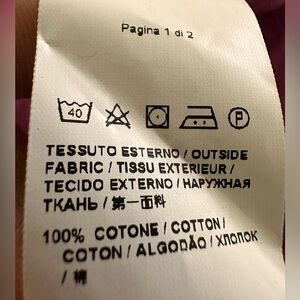 Pagina 1 di 2
40 P
TESSUTO ESTERNO / OUTSIDE
FABRIC / TISSU EXTERIEUR /
TECIDO EXTERNO / НАРУЖНАЯ
ТКАНЬ / 第一面料
100% COTONE / COTTON /
COTON / ALGODÃO / ХЛОПОК
/ 棉